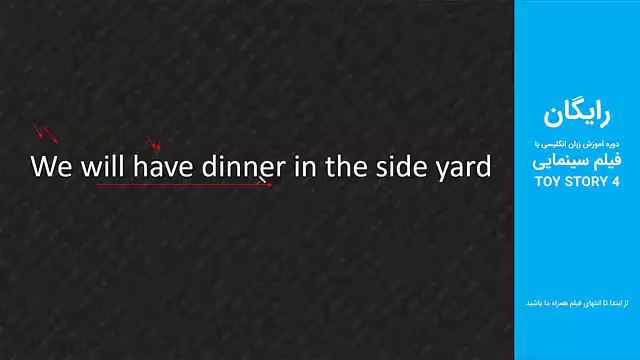 We will have dinner in the side yard
رایگان
دوره آموزش زبان انگلیسی با
فیلم سینمایی
TOY STORY 4
از ابتدا تا انتهای فیلم همراه ما باشید